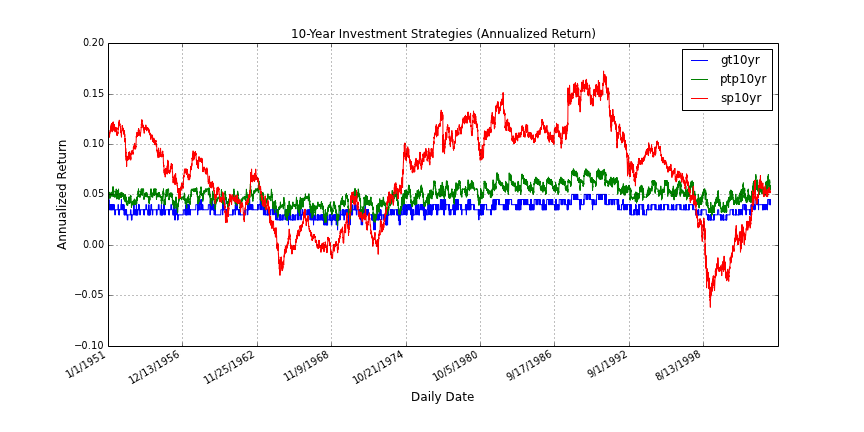 10-Year Investment Strategies (Annualized Return)
0.20
0.15
0.10
0.05
0.00
−0.05
−0.10
Annualized Return
gt10yr
ptp10yr
sp10yr
1/1/1951
12/13/1956
11/25/1962
11/9/1968
10/21/1974
10/5/1980
9/17/1986
9/1/1992
8/13/1998
Daily Date